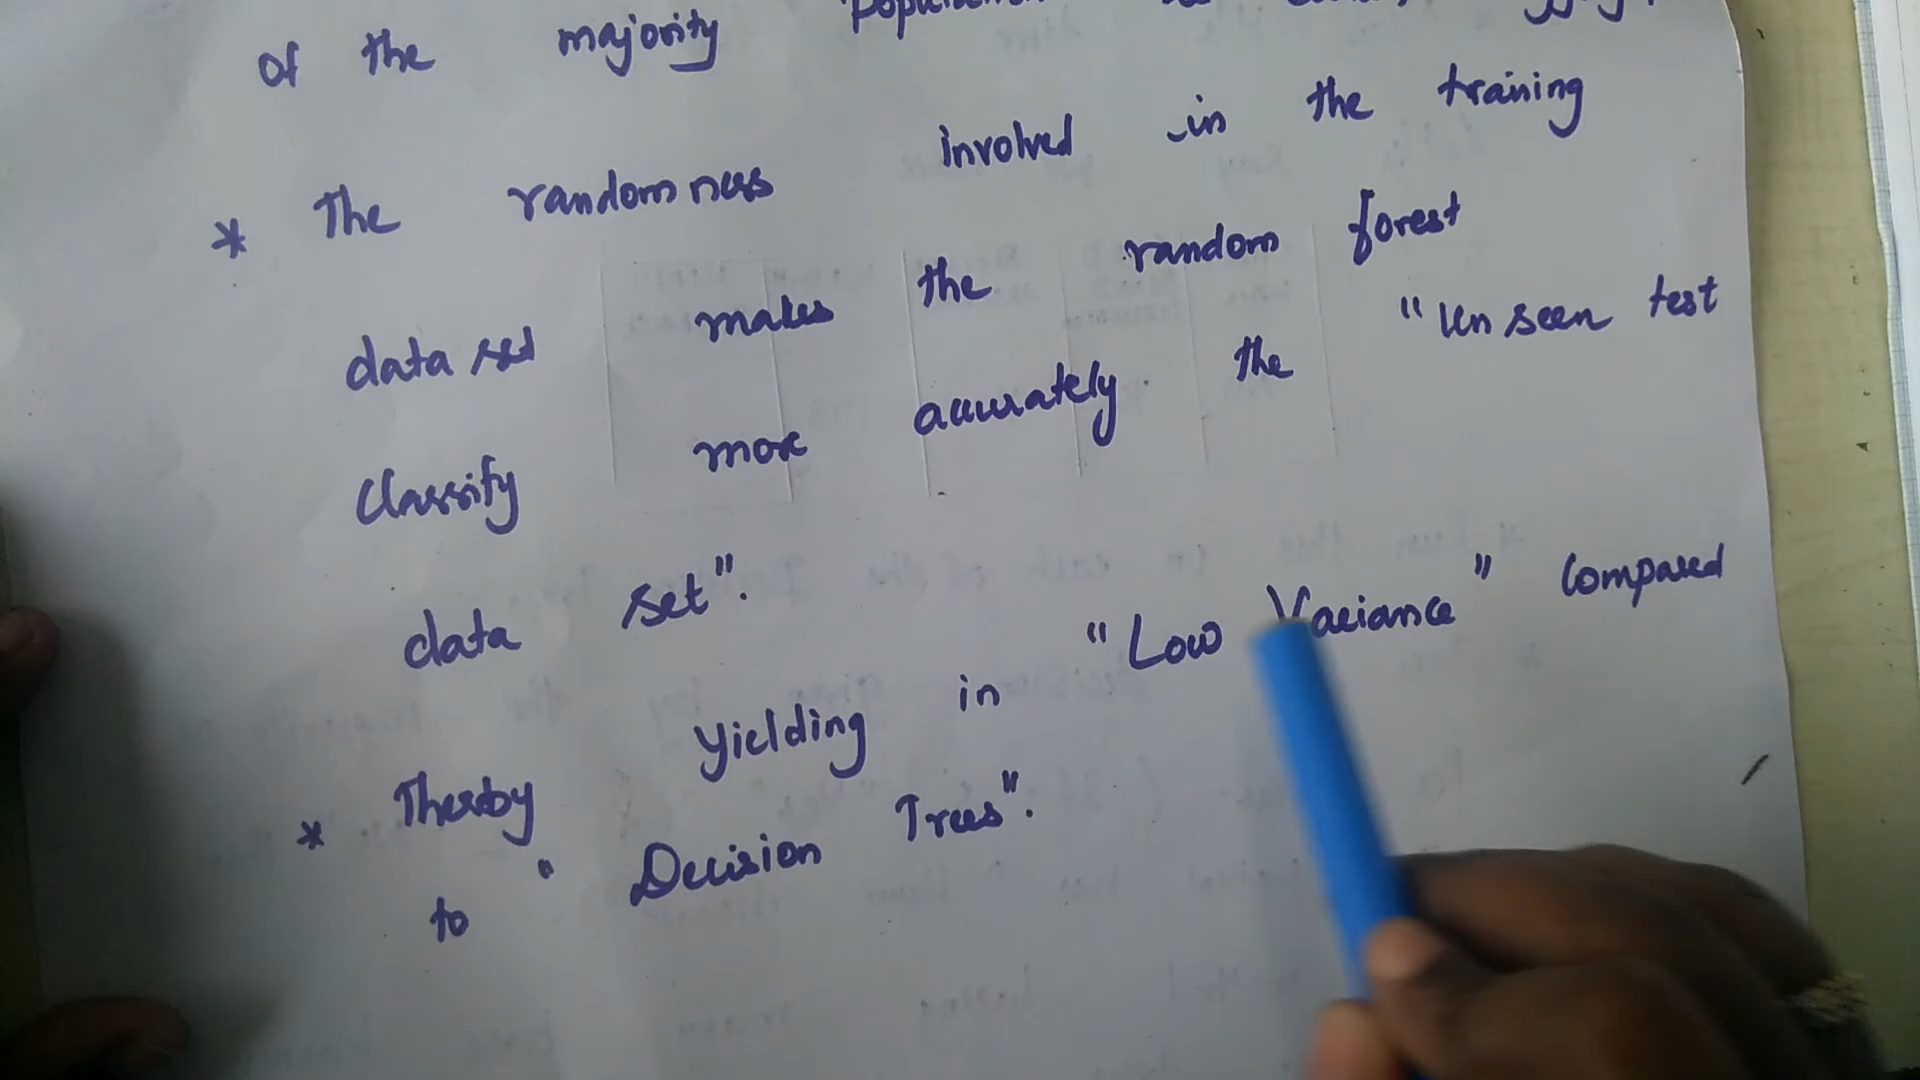 of the majority
* The randomness involved in the training
data set makes the random forest
classify more accurately the "Unseen test
data set".
* Thereby yielding in "Low Variance" compared
to "Decision Trees".